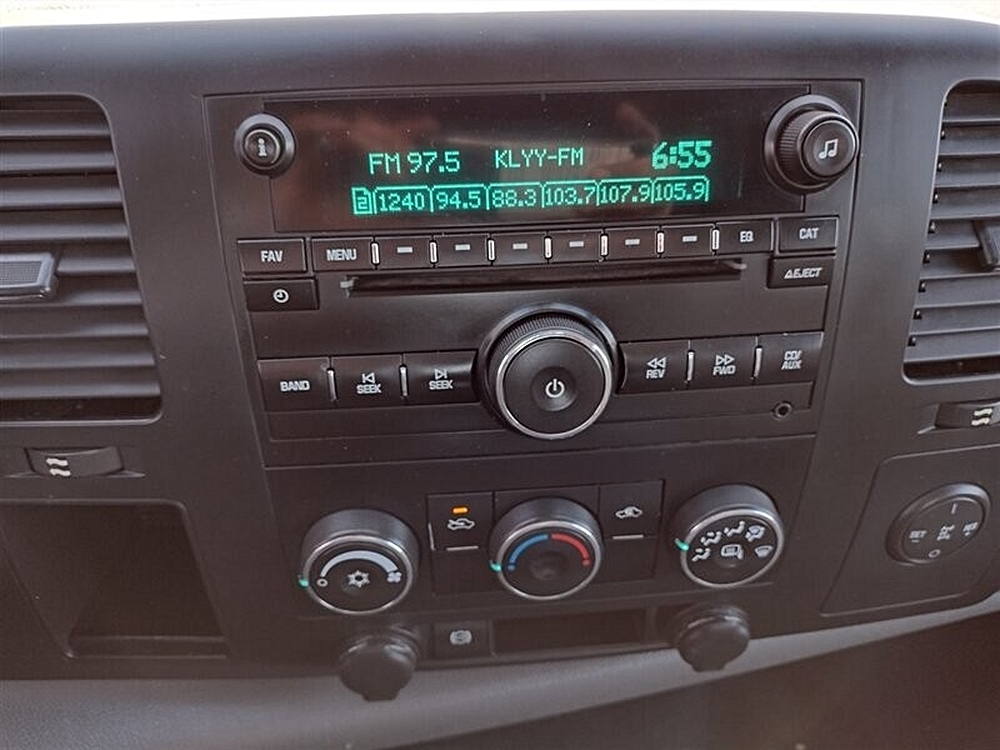 FM 97.5 KLYY-FM 6:55
2 1240 94.5 88.3 103.7 107.9 105.9
FAV MENU EQ CAT
EJECT
BAND SEEK SEEK REV FWD CD/
AUX
SET